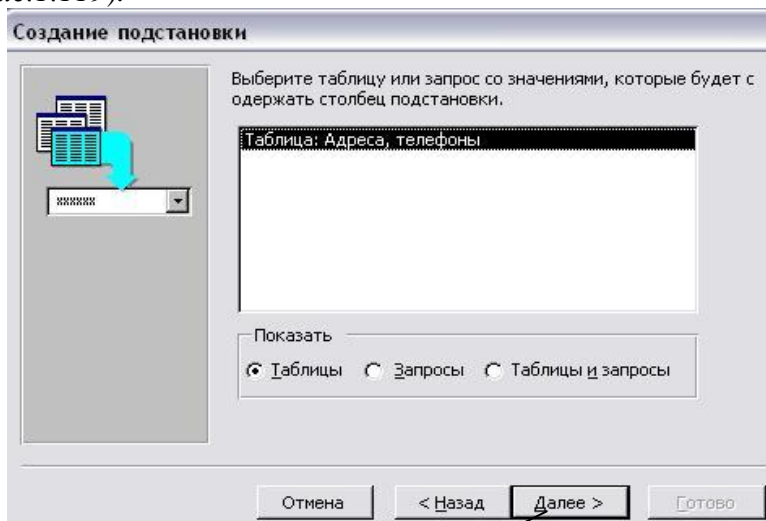 Создание подстановки
Выберите таблицу или запрос со значениями, которые будет с
одержать столбец подстановки.
Таблица: Адреса, телефоны
xxxxxx
Показать
Таблицы Запросы Таблицы и запросы
Отмена < Назад Далее > Готово